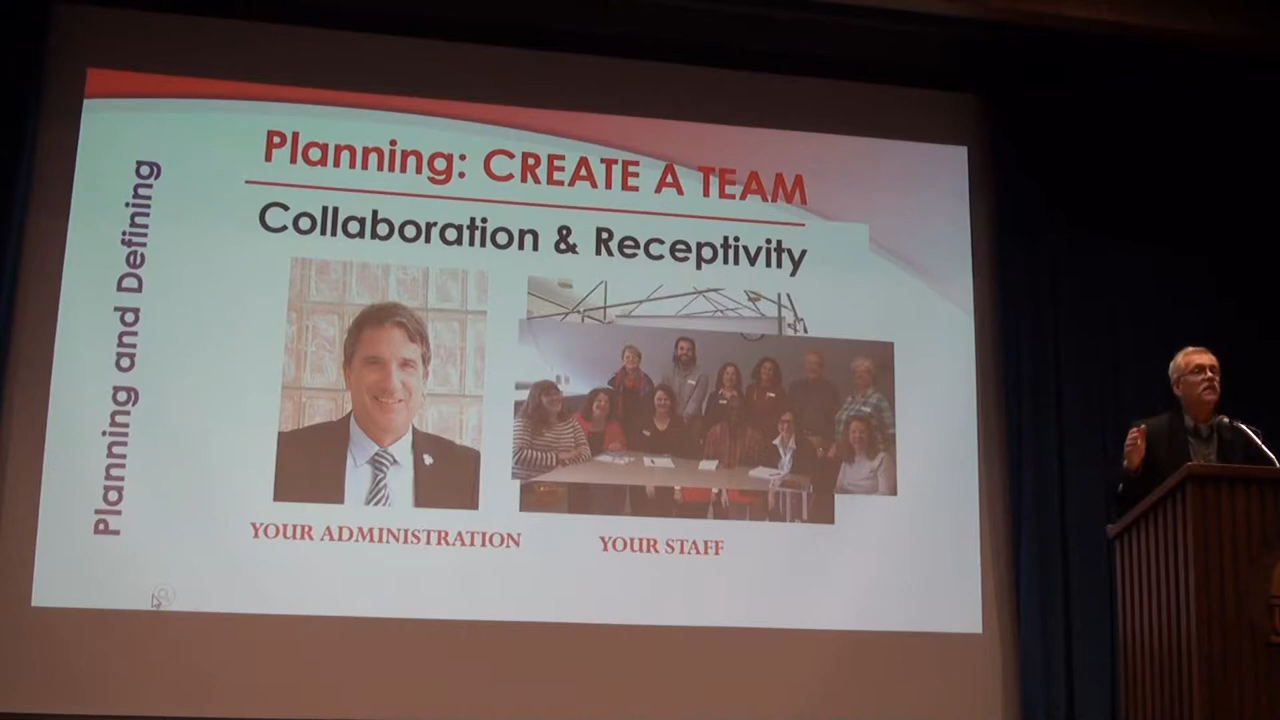 Planning: CREATE A TEAM
Collaboration & Receptivity
Planning and Defining
YOUR ADMINISTRATION
YOUR STAFF